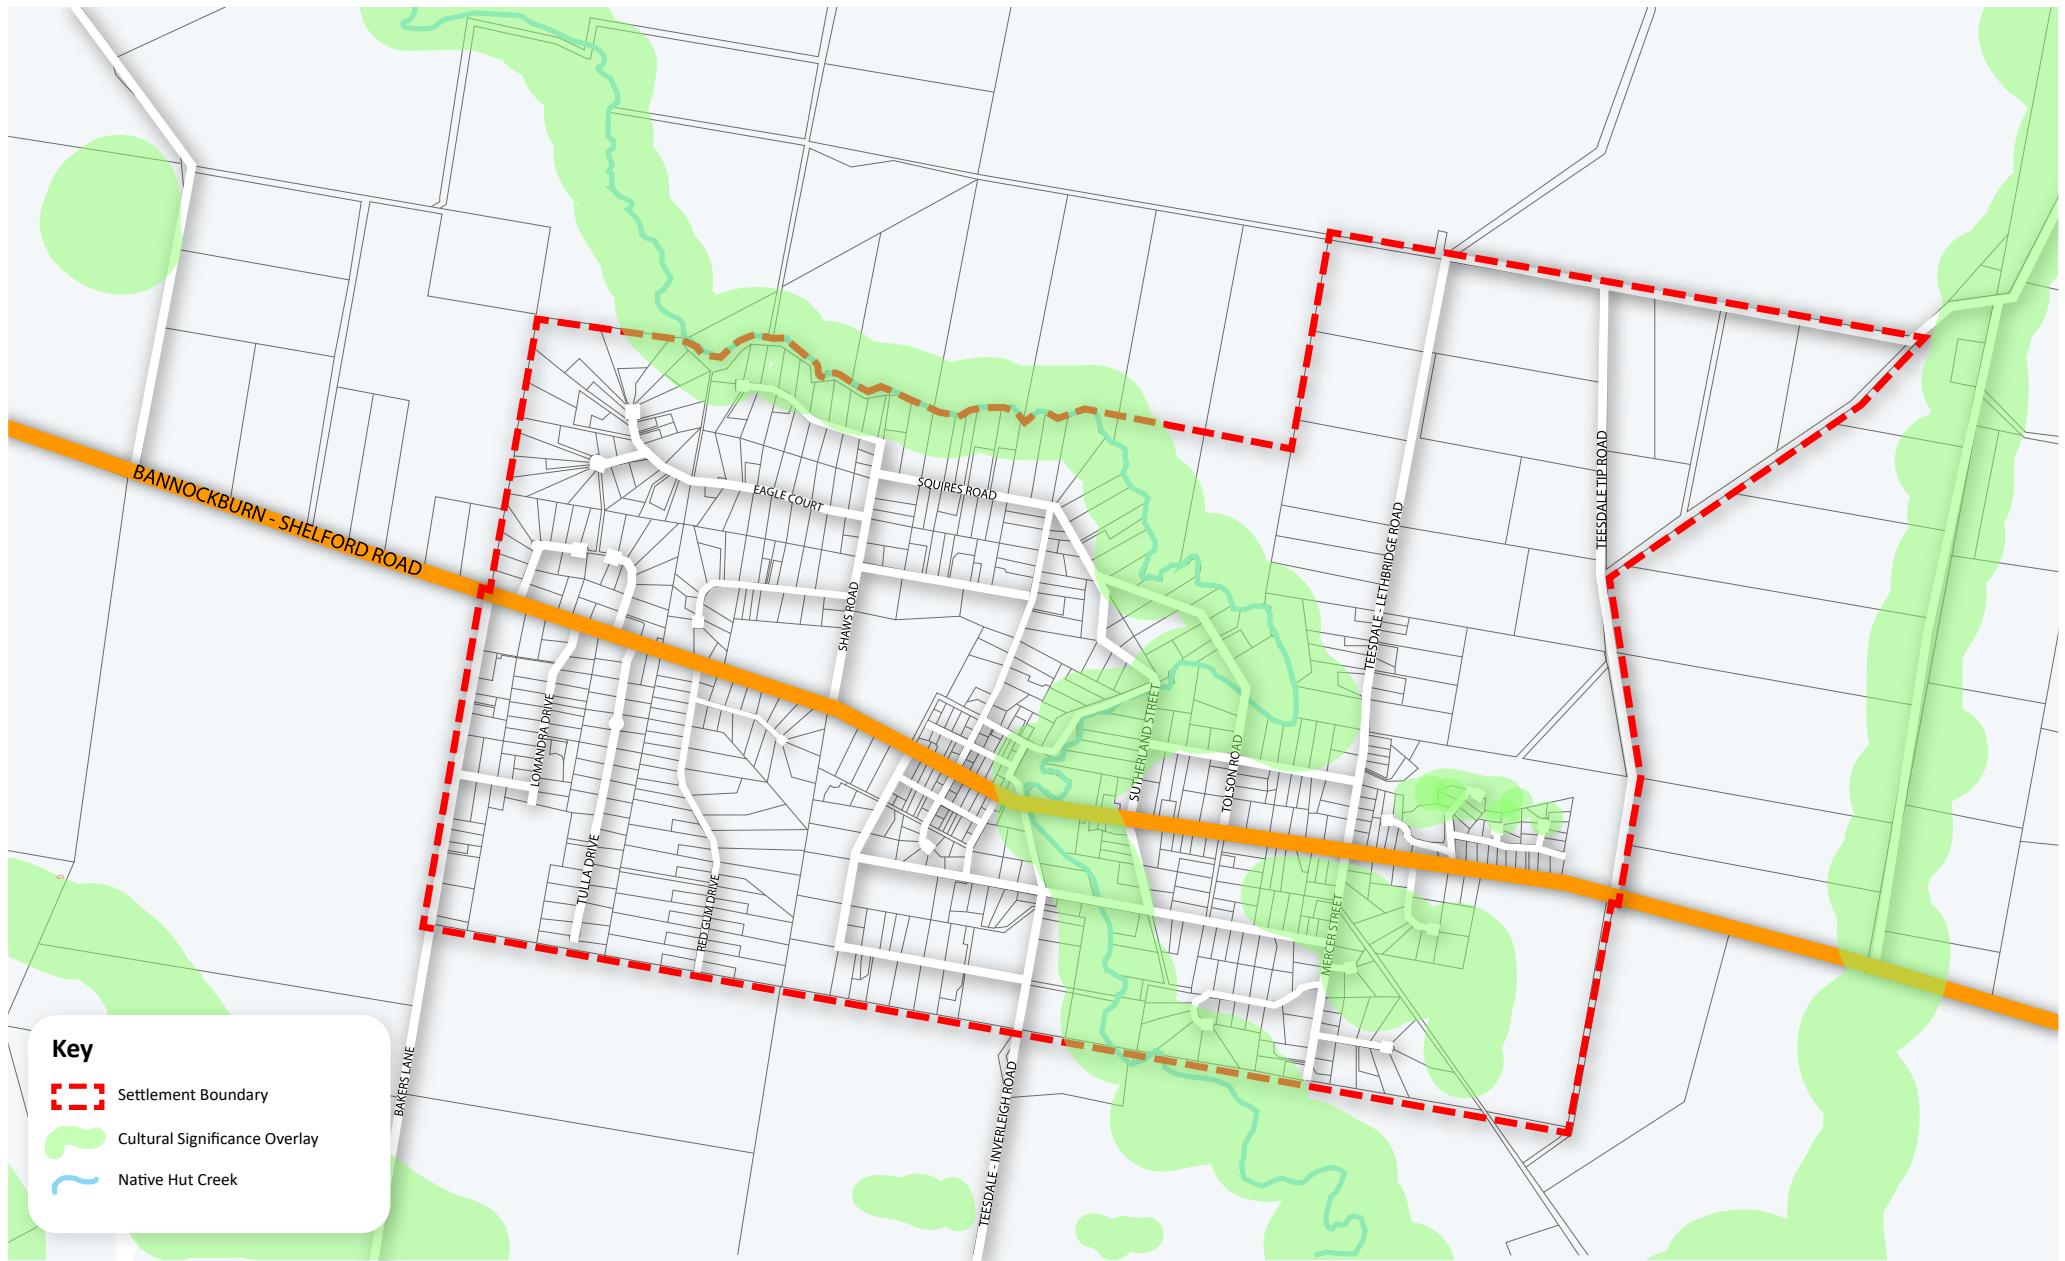 BANNOCKBURN - SHELFORD ROAD
EAGLE COURT
SQUIRES ROAD
SHAWS ROAD
TEESDALE - LETHBRIDGE ROAD
TEESDALE TIP ROAD
LOMANDRA DRIVE
TULLA DRIVE
RED GUM DRIVE
SUTHERLAND STREET
TOLSON ROAD
MERCER STREET
BAKERS LANE
TEESDALE - INVERLEIGH ROAD
Key
Settlement Boundary
Cultural Significance Overlay
Native Hut Creek